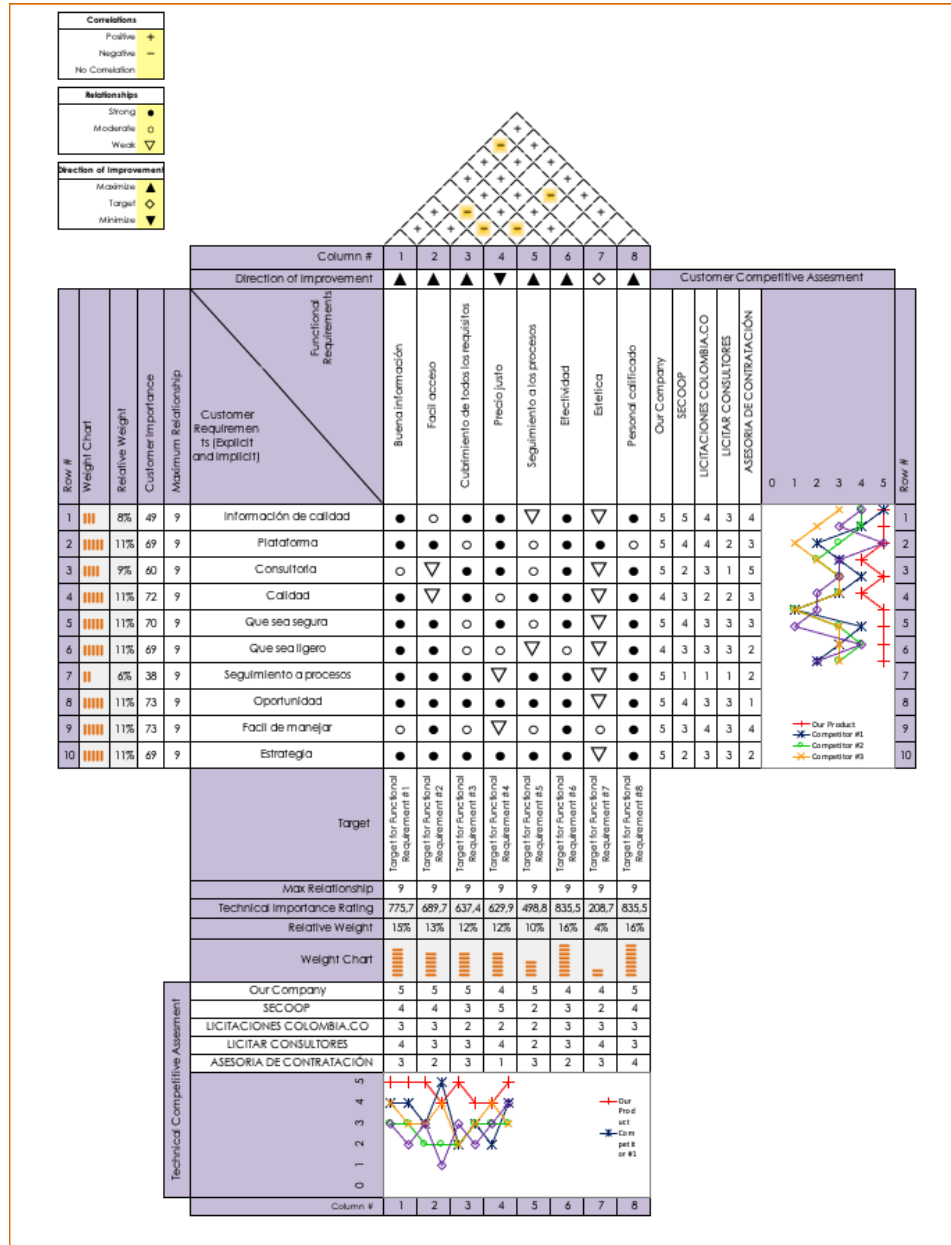 Correlations
Positive +
Negative −
No Correlation
Relationships
Strong ●
Moderate ○
Weak ▽
Direction of Improvement
Maximize ▲
Target ◇
Minimize ▼
Column # 1 2 3 4 5 6 7 8
Direction of Improvement ▲ ▲ ▲ ▼ ▲ ▲ ◇ ▲ Customer Competitive Assesment
Row #
Weight Chart
Relative Weight
Customer Importance
Maximum Relationship
Functional Requirements
Customer Requirements (Explicit and Implicit)
Buena información
Facil acceso
Cubrimiento de todos los requisitos
Precio justo
Seguimiento a los procesos
Efectividad
Estetica
Personal calificado
Our Company
SECOOP
LICITACIONES COLOMBIA.CO
LICITAR CONSULTORES
ASESORIA DE CONTRATACIÓN
0 1 2 3 4 5
Row #
1 8% 49 9 Información de calidad ● ○ ● ● ▽ ● ▽ ● 5 5 4 3 4 1
2 11% 69 9 Plataforma ● ● ○ ● ○ ● ● ○ 5 4 4 2 3 2
3 9% 60 9 Consultoria ○ ▽ ● ● ○ ● ▽ ● 5 2 3 1 5 3
4 11% 72 9 Calidad ● ▽ ● ○ ● ● ▽ ● 4 3 2 2 3 4
5 11% 70 9 Que sea segura ● ● ○ ● ○ ● ▽ ● 5 4 3 3 3 5
6 11% 69 9 Que sea ligero ● ● ○ ○ ▽ ○ ▽ ● 4 3 3 3 2 6
7 6% 38 9 Seguimiento a procesos ● ● ● ▽ ● ● ▽ ● 5 1 1 1 2 7
8 11% 73 9 Oportunidad ● ● ● ● ● ● ▽ ● 5 4 3 3 1 8
9 11% 73 9 Facil de manejar ○ ● ○ ▽ ○ ● ○ ● 5 3 4 3 4 9
10 11% 69 9 Estrategia ● ● ● ● ● ● ▽ ● 5 2 3 3 2 10
Our Product
Competitor #1
Competitor #2
Competitor #3
Target
Target for Functional Requirement #1
Target for Functional Requirement #2
Target for Functional Requirement #3
Target for Functional Requirement #4
Target for Functional Requirement #5
Target for Functional Requirement #6
Target for Functional Requirement #7
Target for Functional Requirement #8
Max Relationship 9 9 9 9 9 9 9 9
Technical Importance Rating 775,7 689,7 637,4 629,9 498,8 835,5 208,7 835,5
Relative Weight 15% 13% 12% 12% 10% 16% 4% 16%
Weight Chart
Technical Competitive Assesment
Our Company 5 5 5 4 5 4 4 5
SECOOP 4 4 3 5 2 3 2 4
LICITACIONES COLOMBIA.CO 3 3 2 2 2 3 3 3
LICITAR CONSULTORES 4 3 3 4 2 3 4 3
ASESORIA DE CONTRATACIÓN 3 2 3 1 3 2 3 4
5
4
3
2
1
0
Our
Prod
uct
Com
petit
or #1
Column # 1 2 3 4 5 6 7 8